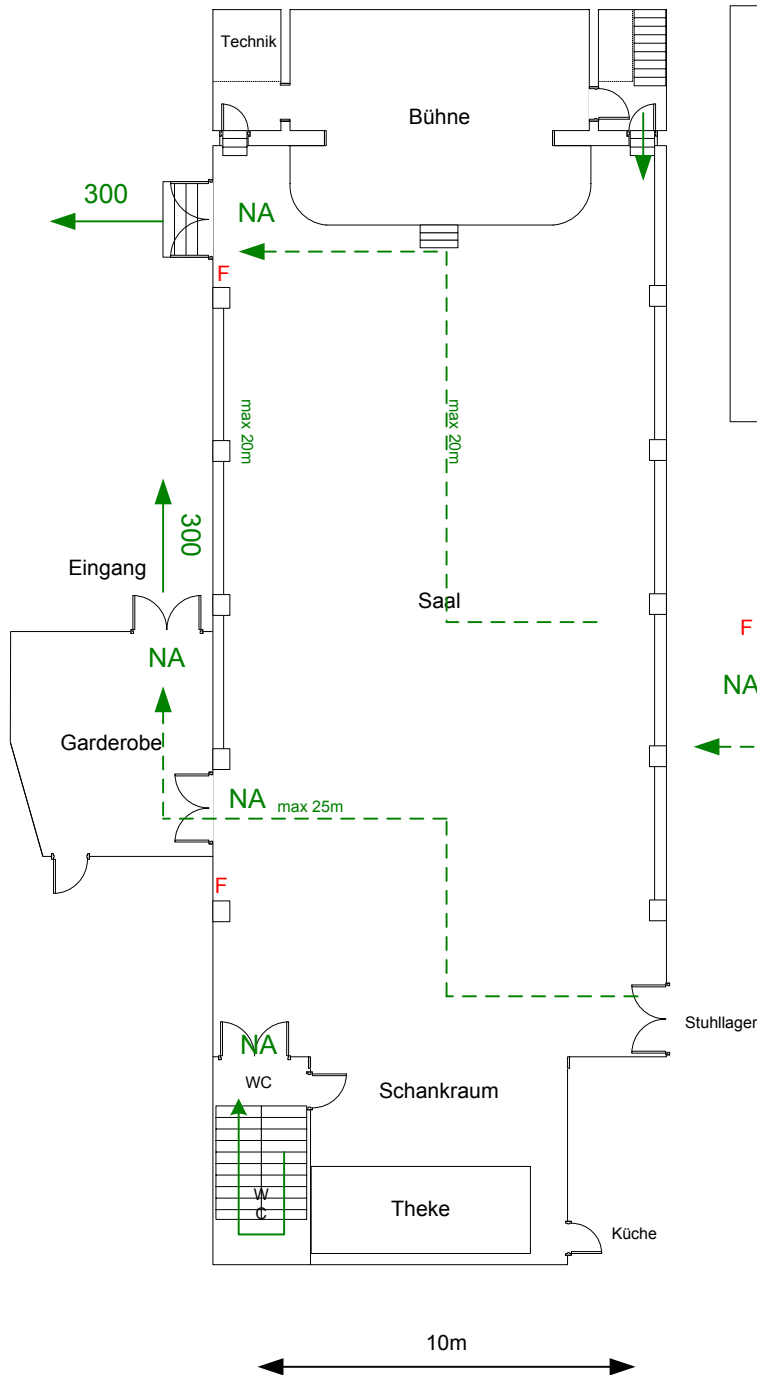 Technik
Bühne
300
NA
F
max 20m
max 20m
300
Eingang
Saal
F
NA
NA
Garderobe
NA
max 25m
F
Stuhllager
NA
WC
Schankraum
WC
Theke
Küche
10m